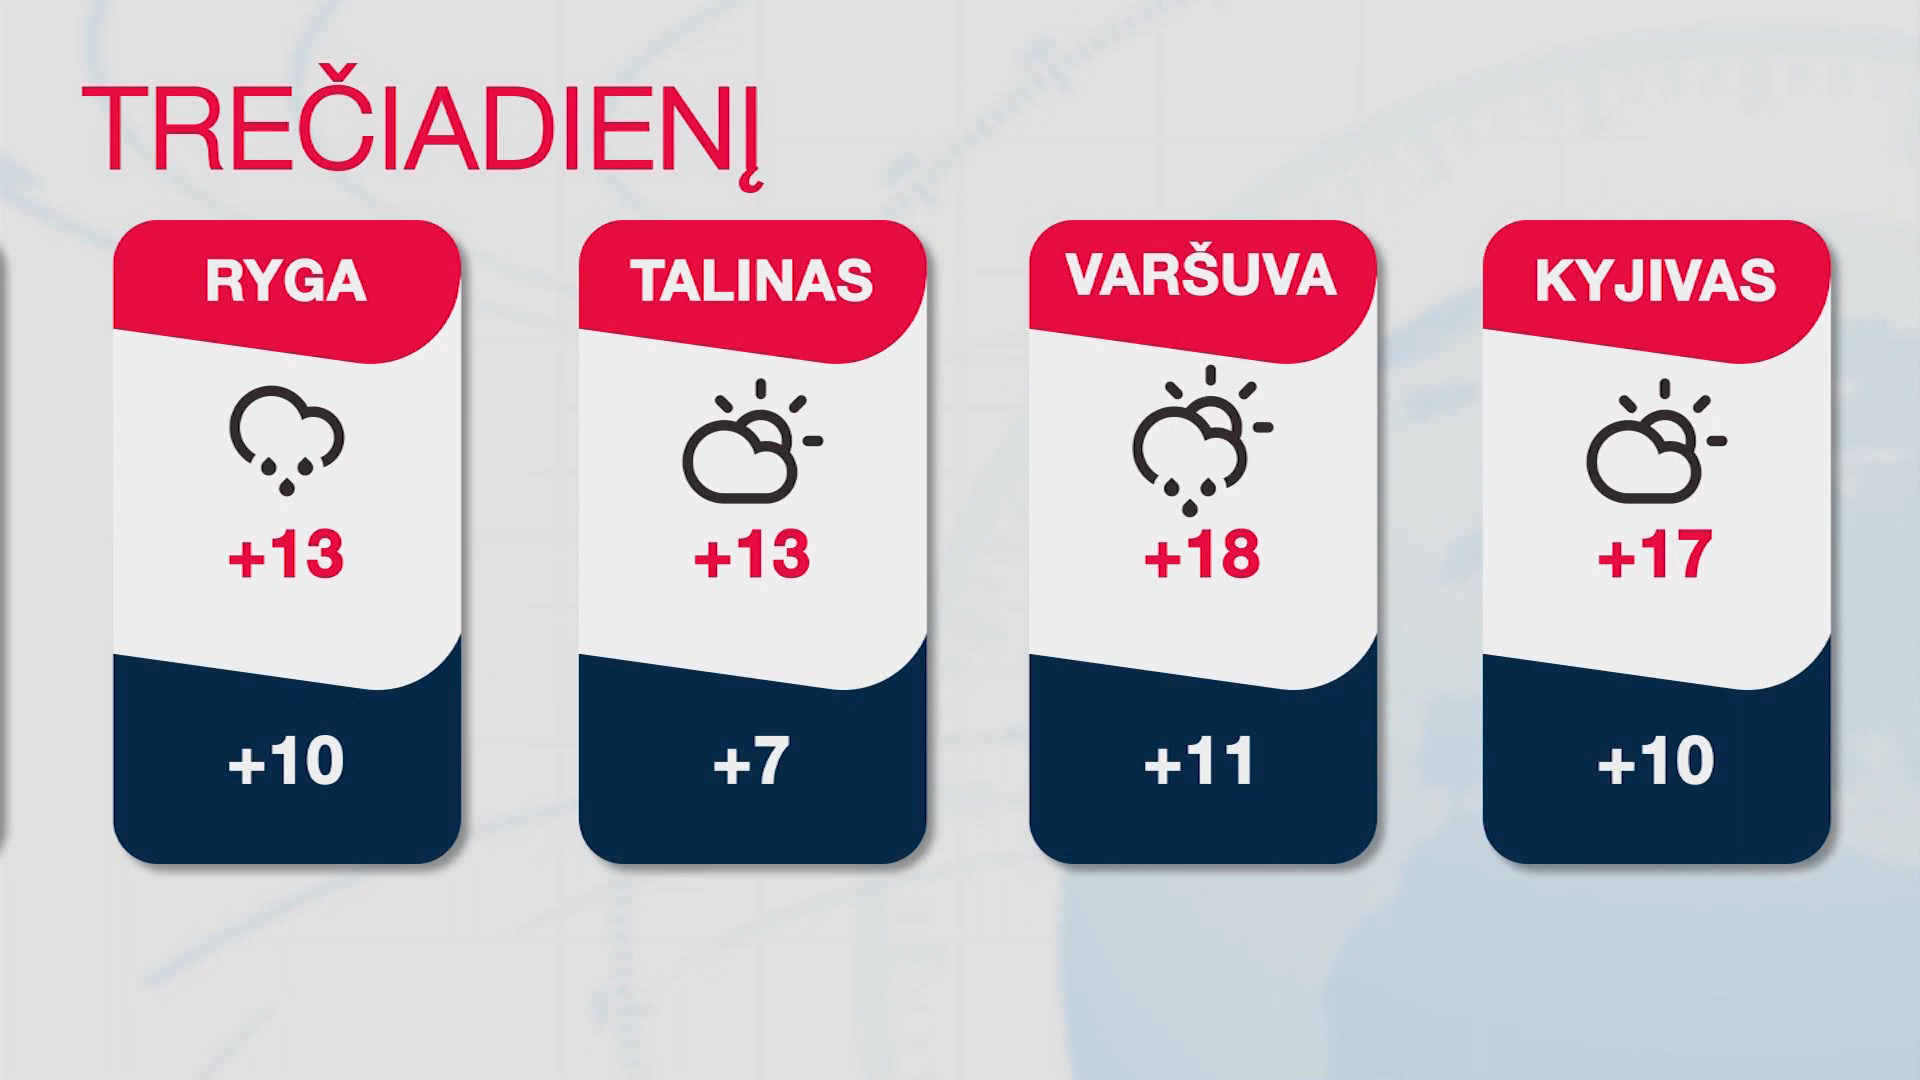 TREČIADIENĮ
RYGA
+13
+10
TALINAS
+13
+7
VARŠUVA
+18
+11
KYJIVAS
+17
+10